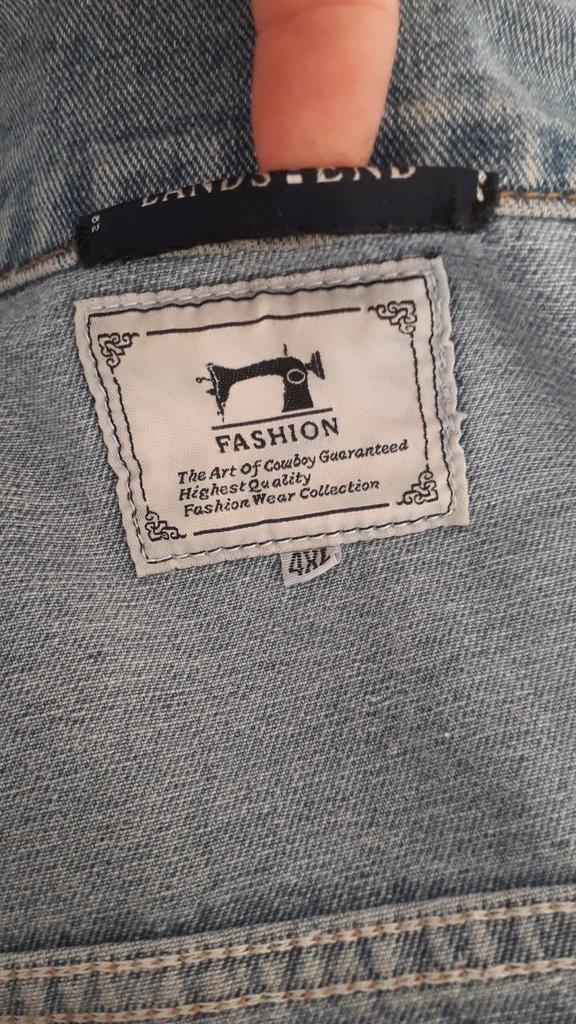 LANDS'END
FASHION
The Art Of Cowboy Guaranteed
Highest Quality
Fashion Wear Collection
4XL